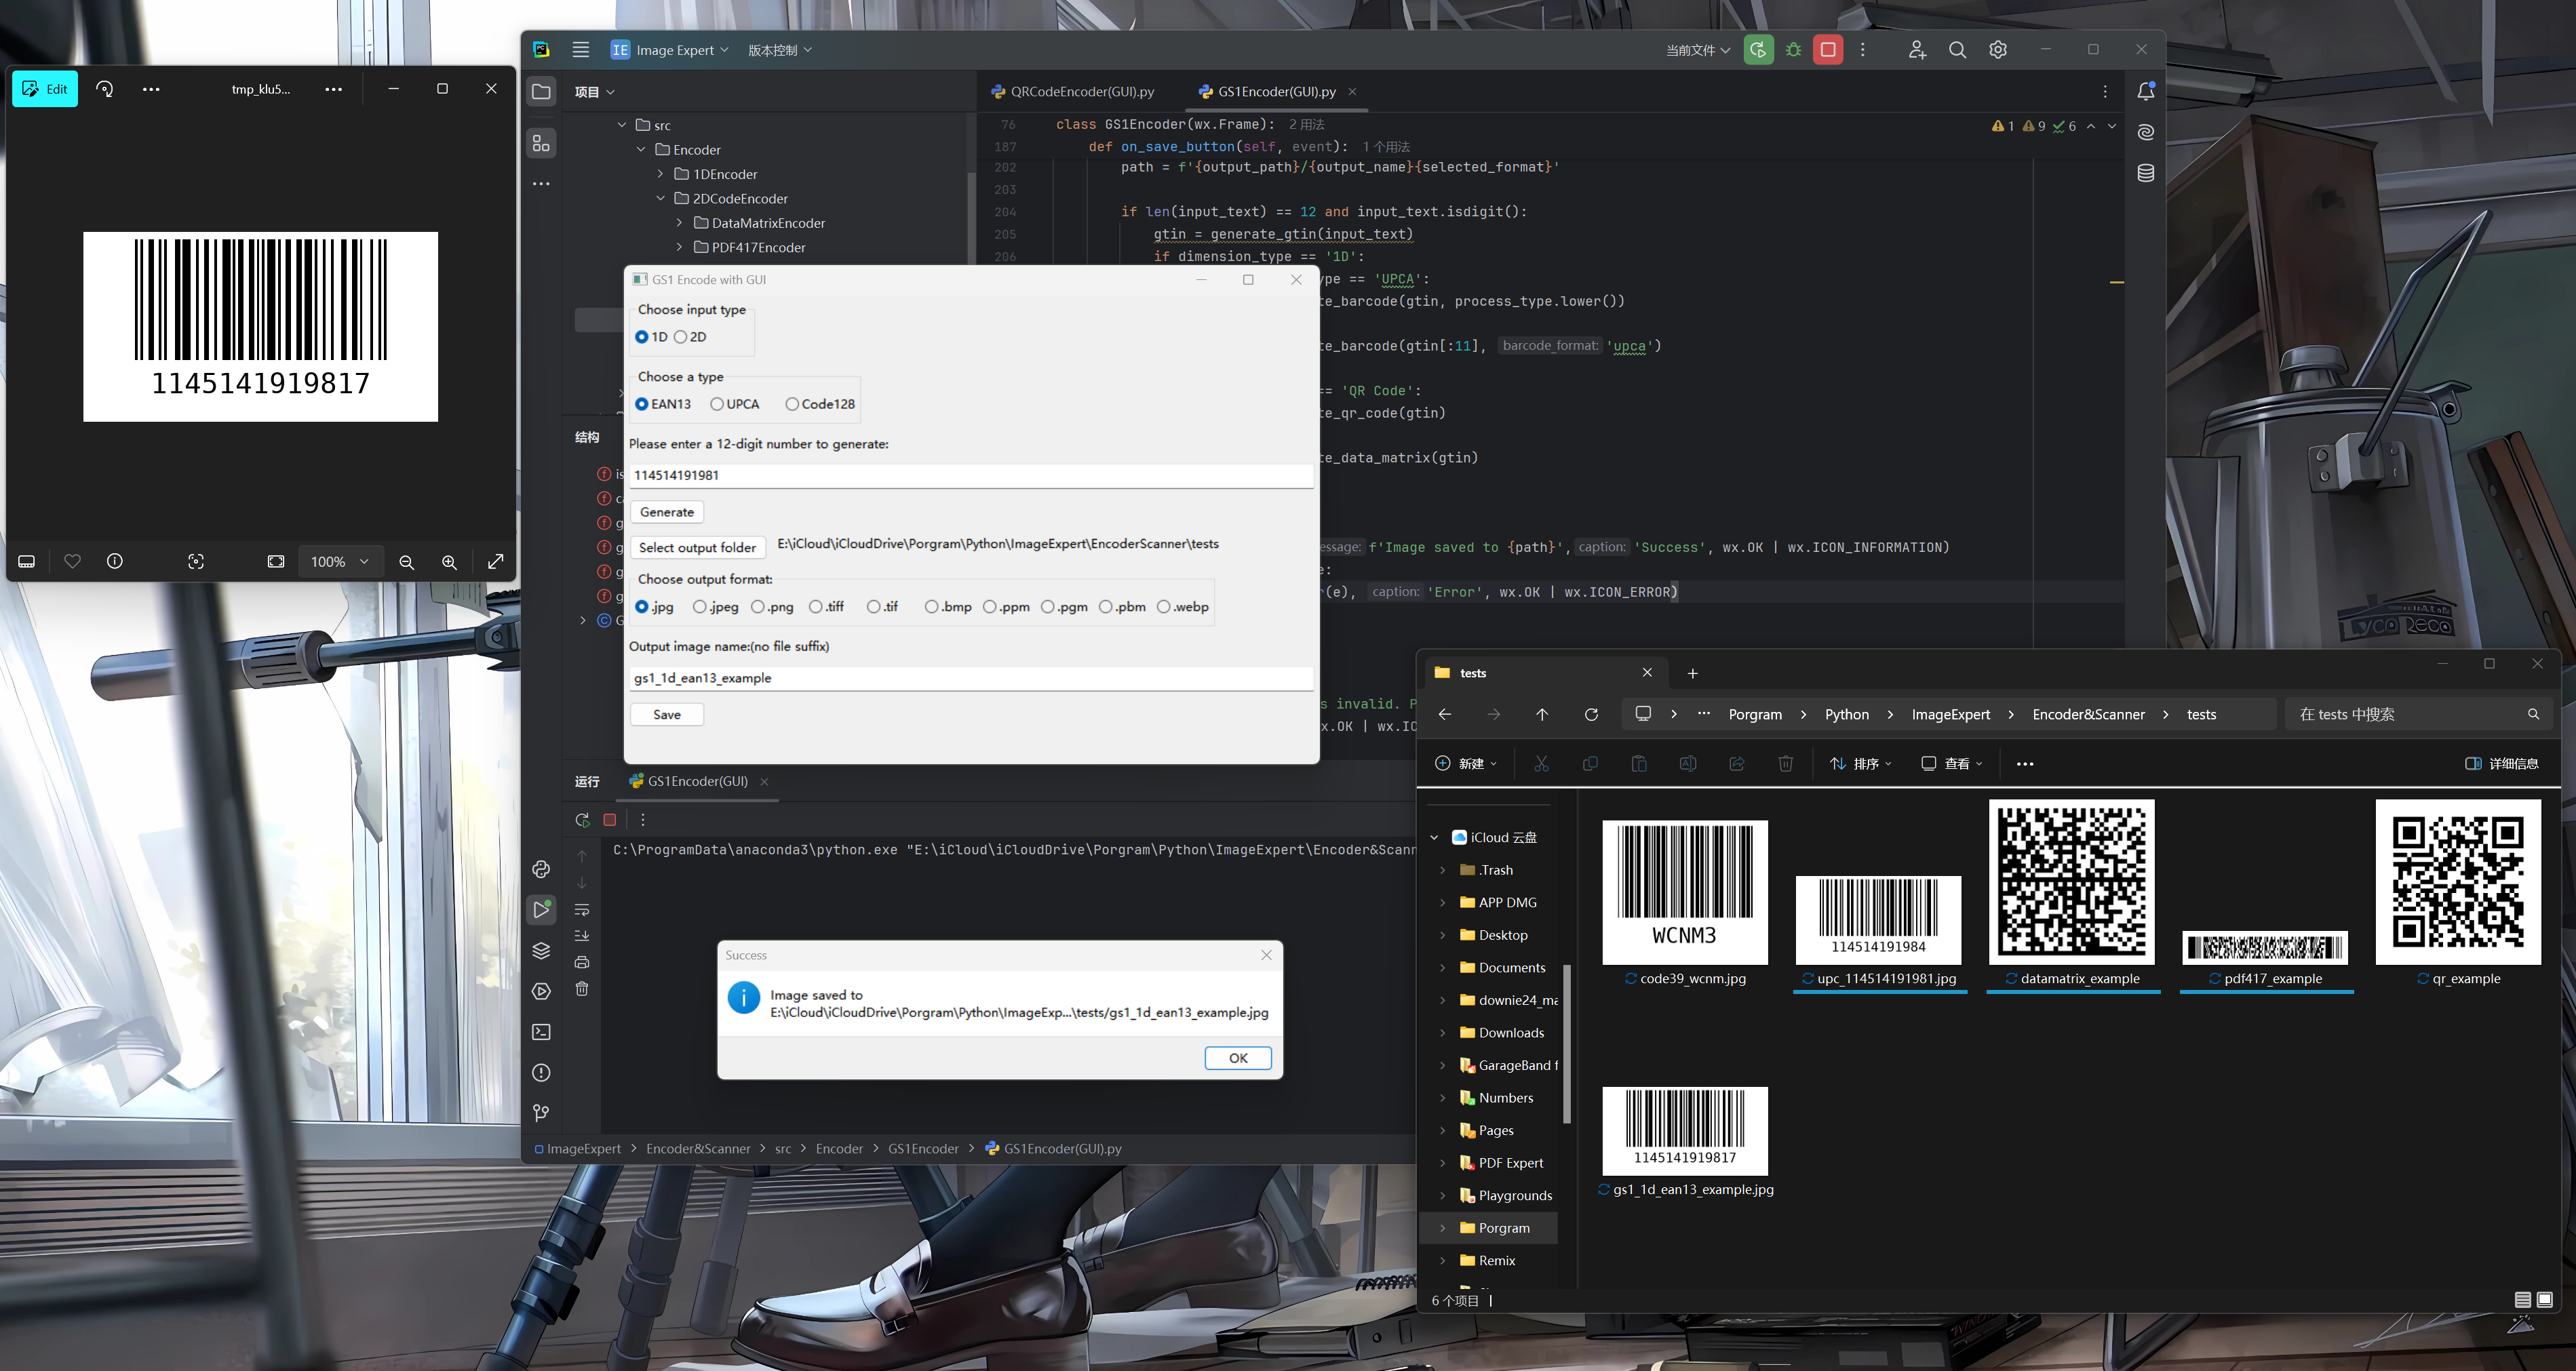 Edit
tmp_klu5...
1145141919817
100%
IE Image Expert
版本控制
当前文件
项目
src
Encoder
1DEncoder
2DCodeEncoder
DataMatrixEncoder
PDF417Encoder
结构
QRCodeEncoder(GUI).py
GS1Encoder(GUI).py
1 9 6
76 class GS1Encoder(wx.Frame): 2 用法
187 def on_save_button(self, event): 1 个用法
202 path = f'{output_path}/{output_name}{selected_format}'
203
204 if len(input_text) == 12 and input_text.isdigit():
205 gtin = generate_gtin(input_text)
206 if dimension_type == '1D':
ype == 'UPCA':
te_barcode(gtin, process_type.lower())
te_barcode(gtin[:11], barcode_format: 'upca')
== 'QR Code':
te_qr_code(gtin)
te_data_matrix(gtin)
essage: f'Image saved to {path}', caption: 'Success', wx.OK | wx.ICON_INFORMATION)
e:
r(e), caption: 'Error', wx.OK | wx.ICON_ERROR)
s invalid. P
x.OK | wx.IC
GS1 Encode with GUI
Choose input type
1D 2D
Choose a type
EAN13 UPCA Code128
Please enter a 12-digit number to generate:
114514191981
Generate
Select output folder E:\iCloud\iCloudDrive\Porgram\Python\ImageExpert\EncoderScanner\tests
Choose output format:
.jpg .jpeg .png .tiff .tif .bmp .ppm .pgm .pbm .webp
Output image name:(no file suffix)
gs1_1d_ean13_example
Save
运行 GS1Encoder(GUI)
C:\ProgramData\anaconda3\python.exe "E:\iCloud\iCloudDrive\Porgram\Python\ImageExpert\Encoder&Scann
Success
Image saved to
E:\iCloud\iCloudDrive\Porgram\Python\ImageExp...\tests/gs1_1d_ean13_example.jpg
OK
ImageExpert Encoder&Scanner src Encoder GS1Encoder GS1Encoder(GUI).py
tests
Porgram Python ImageExpert Encoder&Scanner tests
在 tests 中搜索
新建
排序
查看
详细信息
iCloud 云盘
.Trash
APP DMG
Desktop
Documents
downie24_ma
Downloads
GarageBand f
Numbers
Pages
PDF Expert
Playgrounds
Porgram
Remix
WCNM3
code39_wcnm.jpg
114514191984
upc_114514191981.jpg
datamatrix_example
pdf417_example
qr_example
1145141919817
gs1_1d_ean13_example.jpg
6 个项目